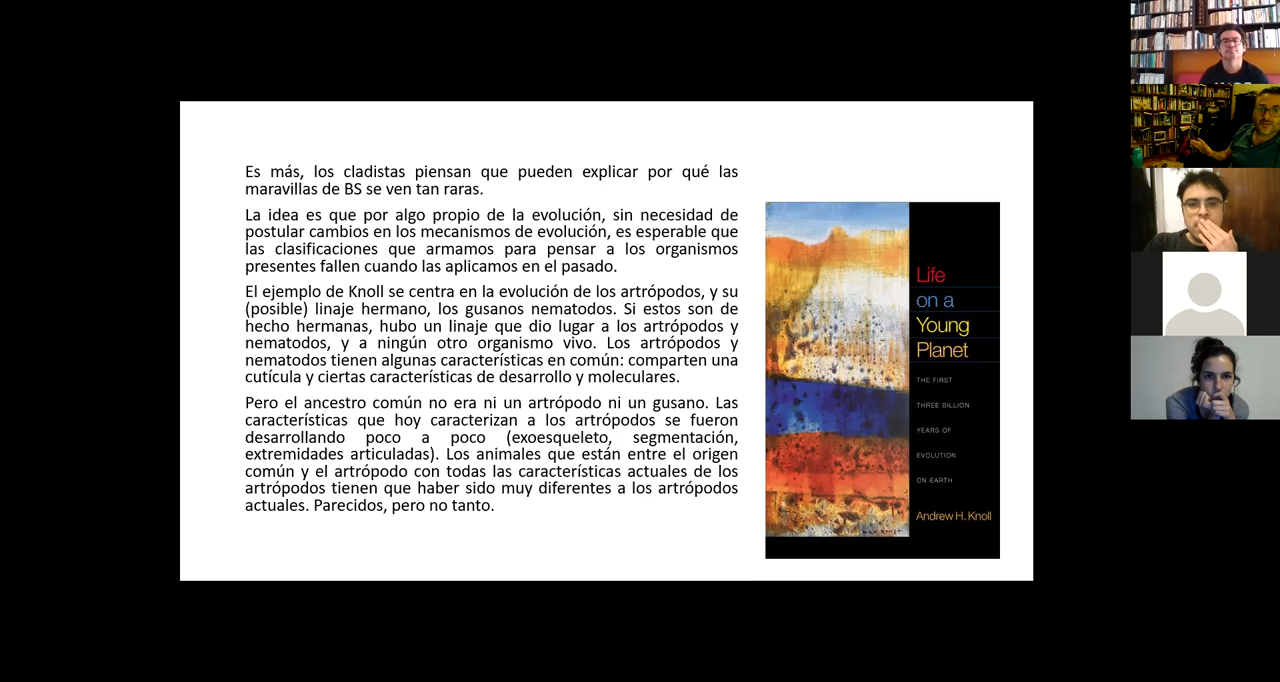 Es más, los cladistas piensan que pueden explicar por qué las
maravillas de BS se ven tan raras.
La idea es que por algo propio de la evolución, sin necesidad de
postular cambios en los mecanismos de evolución, es esperable que
las clasificaciones que armamos para pensar a los organismos
presentes fallen cuando las aplicamos en el pasado.
El ejemplo de Knoll se centra en la evolución de los artrópodos, y su
(posible) linaje hermano, los gusanos nematodos. Si estos son de
hecho hermanas, hubo un linaje que dio lugar a los artrópodos y
nematodos, y a ningún otro organismo vivo. Los artrópodos y
nematodos tienen algunas características en común: comparten una
cutícula y ciertas características de desarrollo y moleculares.
Pero el ancestro común no era ni un artrópodo ni un gusano. Las
características que hoy caracterizan a los artrópodos se fueron
desarrollando poco a poco (exoesqueleto, segmentación,
extremidades articuladas). Los animales que están entre el origen
común y el artrópodo con todas las características actuales de los
artrópodos tienen que haber sido muy diferentes a los artrópodos
actuales. Parecidos, pero no tanto.
Life
on a
Young
Planet
THE FIRST
THREE BILLION
YEARS OF
EVOLUTION
ON EARTH
Andrew H. Knoll